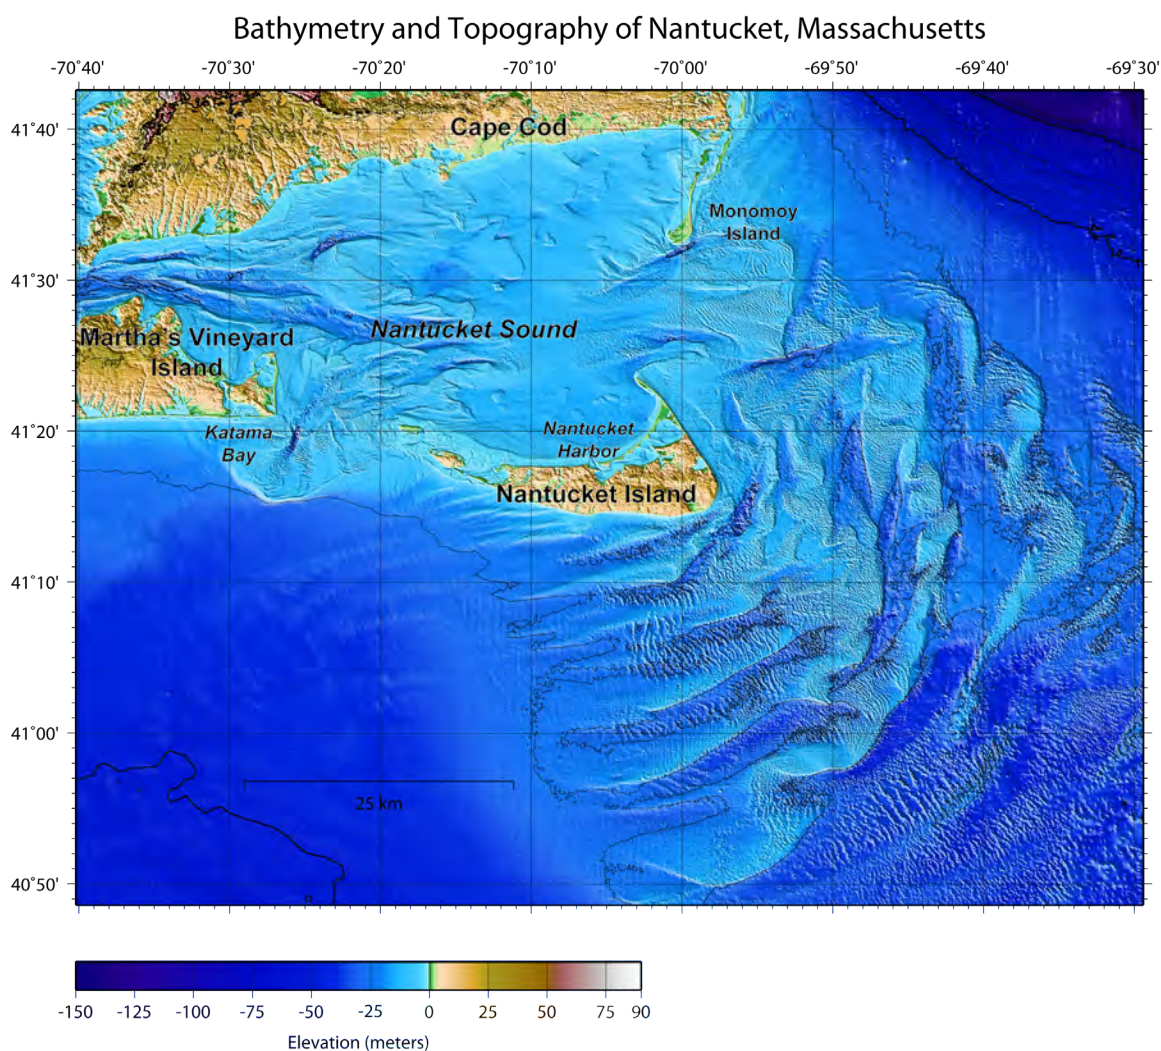 Bathymetry and Topography of Nantucket, Massachusetts
-70°40' -70°30' -70°20' -70°10' -70°00' -69°50' -69°40' -69°30'
41°40'
Cape Cod
Monomoy
Island
41°30'
Nantucket Sound
Martha's Vineyard
Island
41°20'
Katama
Bay
Nantucket
Harbor
Nantucket Island
41°10'
41°00'
25 km
40°50'
-150 -125 -100 -75 -50 -25 0 25 50 75 90
Elevation (meters)